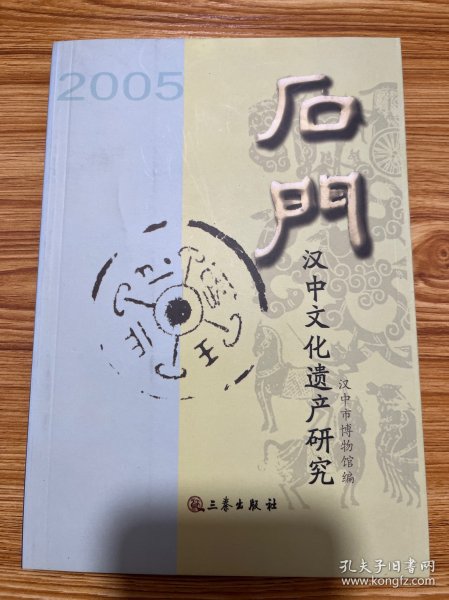 2005
石門
汉中文化遗产研究
汉中市博物馆编
三秦出版社
孔夫子旧书网
www.kongfz.com